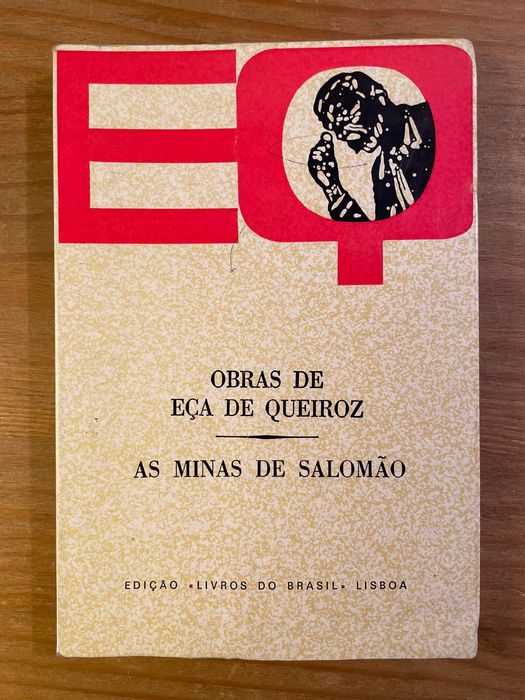 EQ
OBRAS DE
EÇA DE QUEIROZ
AS MINAS DE SALOMÃO
EDIÇÃO «LIVROS DO BRASIL» LISBOA